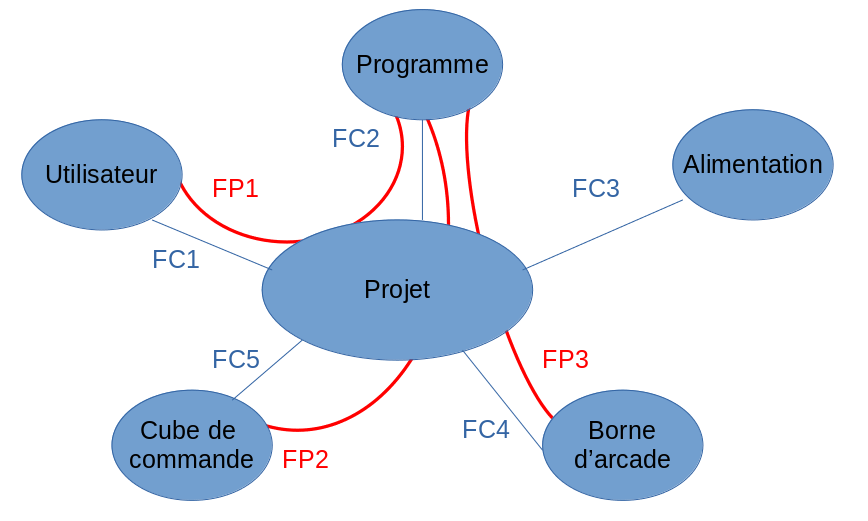 Programme
FC2
Utilisateur
Alimentation
FP1
FC3
FC1
Projet
FC5
FP3
Cube de
commande
FC4
Borne
d’arcade
FP2